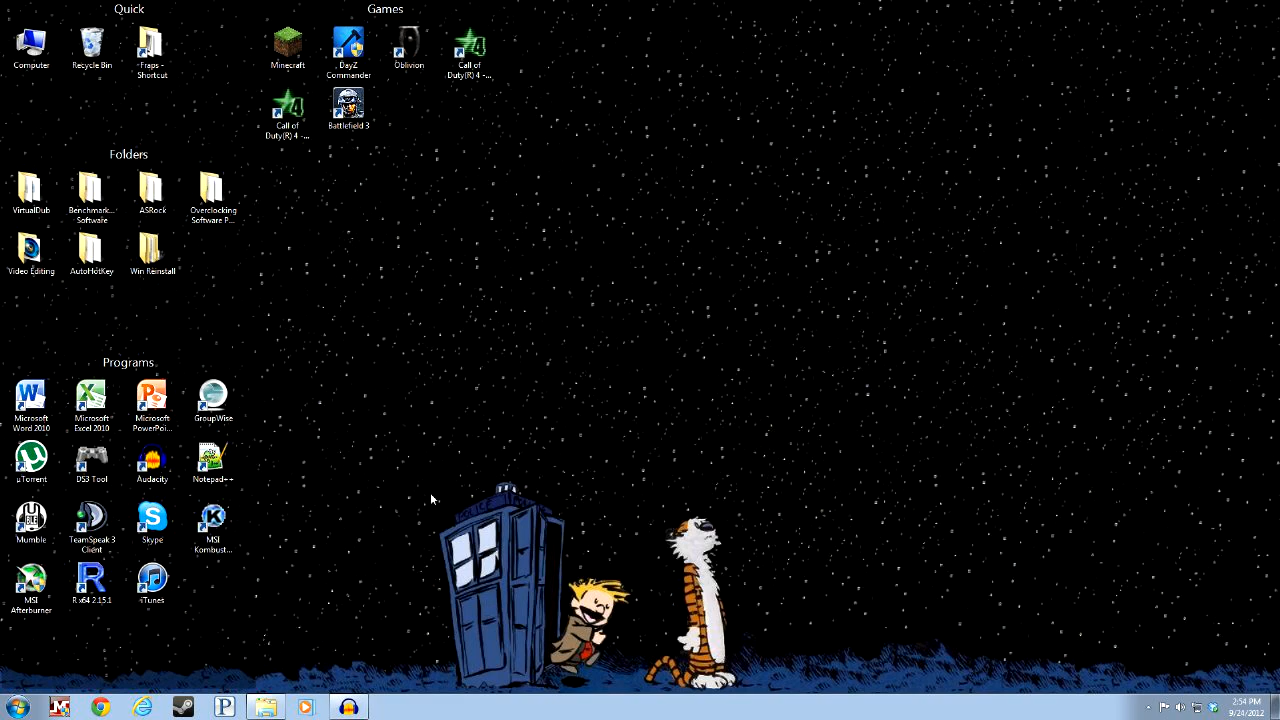 Quick
Computer
Recycle Bin
Fraps -
Shortcut
Games
Minecraft
DayZ
Commander
Oblivion
Call of
Duty(R) 4 -...
Call of
Duty(R) 4 -...
Battlefield 3
Folders
VirtualDub
Benchmark...
Software
ASRock
Overclocking
Software P...
Video Editing
AutoHotKey
Win Reinstall
Programs
Microsoft
Word 2010
Microsoft
Excel 2010
Microsoft
PowerPoi...
GroupWise
µTorrent
DS3 Tool
Audacity
Notepad++
Mumble
TeamSpeak 3
Client
Skype
MSI
Kombust...
MSI
Afterburner
R x64 2.15.1
iTunes
POLICE
2:54 PM
9/24/2012